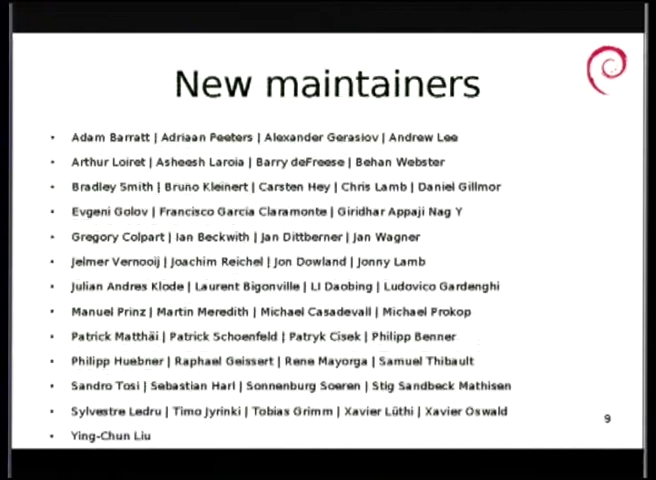 New maintainers
• Adam Barratt | Adriaan Peeters | Alexander Gerasiov | Andrew Lee
• Arthur Loiret | Asheesh Laroia | Barry deFreese | Behan Webster
• Bradley Smith | Bruno Kleinert | Carsten Hey | Chris Lamb | Daniel Gillmor
• Evgeni Golov | Francisco García Claramonte | Giridhar Appaji Nag Y
• Gregory Colpart | Ian Beckwith | Jan Dittberner | Jan Wagner
• Jelmer Vernooij | Joachim Reichel | Jon Dowland | Jonny Lamb
• Julian Andres Klode | Laurent Bigonville | LI Daobing | Ludovico Gardenghi
• Manuel Prinz | Martin Meredith | Michael Casadevall | Michael Prokop
• Patrick Matthäi | Patrick Schoenfeld | Patryk Cisek | Philipp Benner
• Philipp Huebner | Raphael Geissert | Rene Mayorga | Samuel Thibault
• Sandro Tosi | Sebastian Harl | Sonnenburg Soeren | Stig Sandbeck Mathisen
• Sylvestre Ledru | Timo Jyrinki | Tobias Grimm | Xavier Lüthi | Xavier Oswald
• Ying-Chun Liu
9